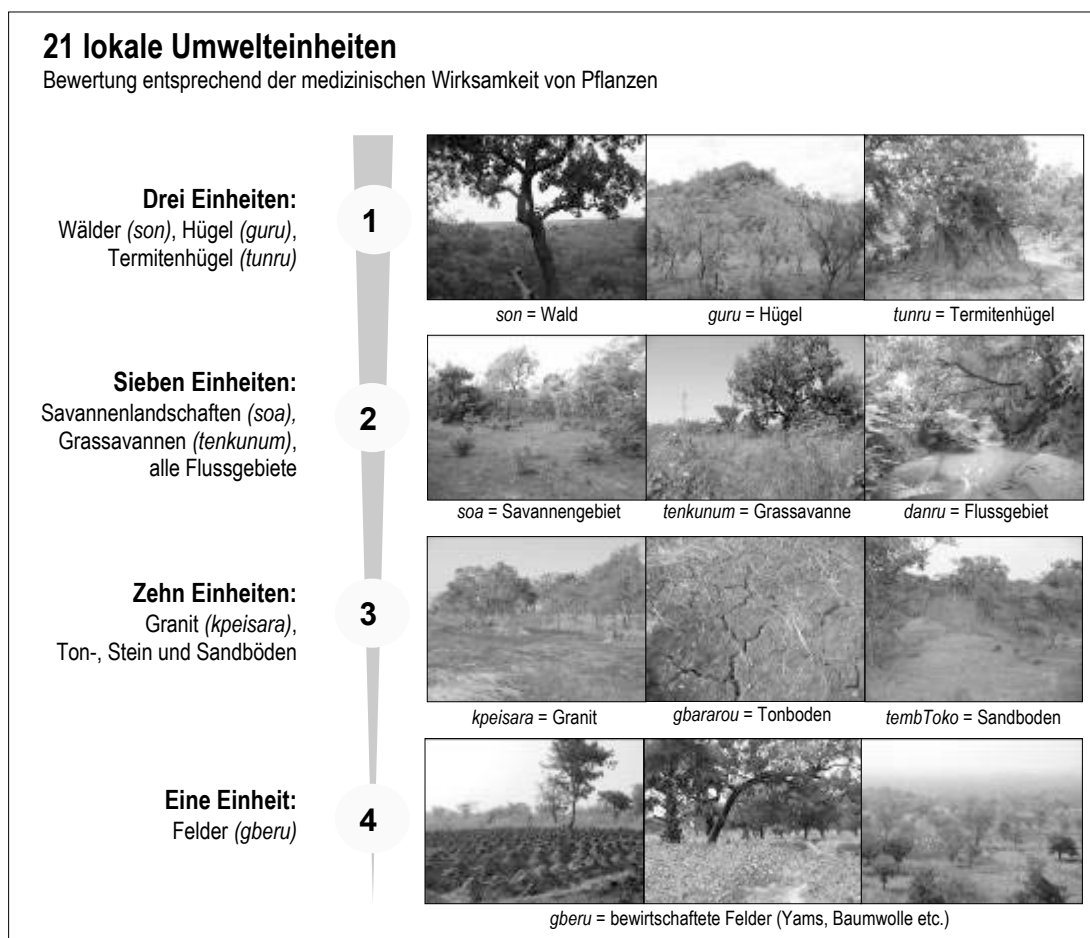 21 lokale Umwelteinheiten
Bewertung entsprechend der medizinischen Wirksamkeit von Pflanzen
Drei Einheiten:
Wälder (son), Hügel (guru),
Termitenhügel (tunru)
1
son = Wald
guru = Hügel
tunru = Termitenhügel
Sieben Einheiten:
Savannenlandschaften (soa),
Grassavannen (tenkunum),
alle Flussgebiete
2
soa = Savannengebiet
tenkunum = Grassavanne
danru = Flussgebiet
Zehn Einheiten:
Granit (kpeisara),
Ton-, Stein und Sandböden
3
kpeisara = Granit
gbararou = Tonboden
tembToko = Sandboden
Eine Einheit:
Felder (gberu)
4
gberu = bewirtschaftete Felder (Yams, Baumwolle etc.)